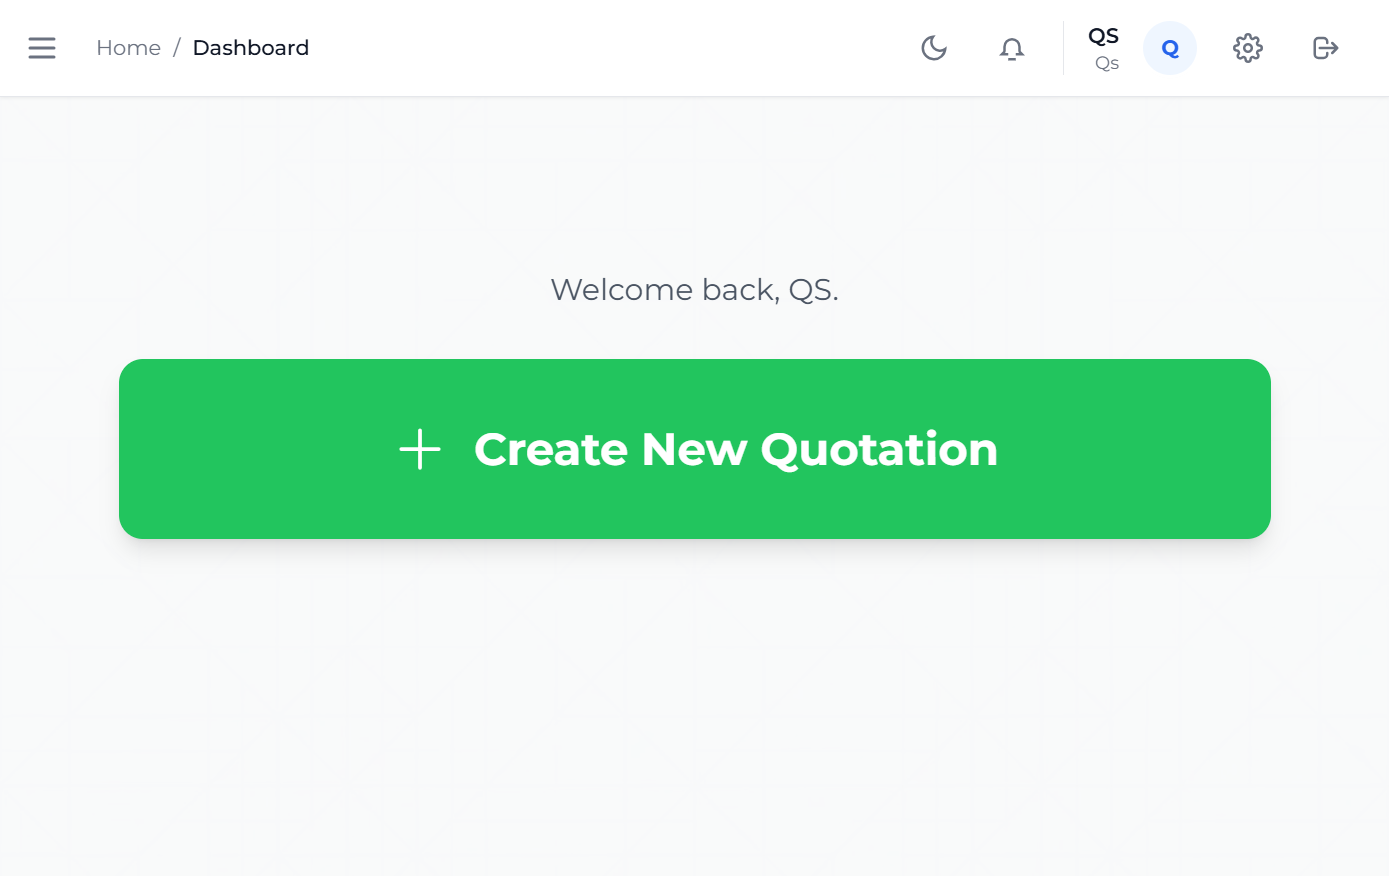 Home / Dashboard
QS
Qs
Q
Welcome back, QS.
Create New Quotation